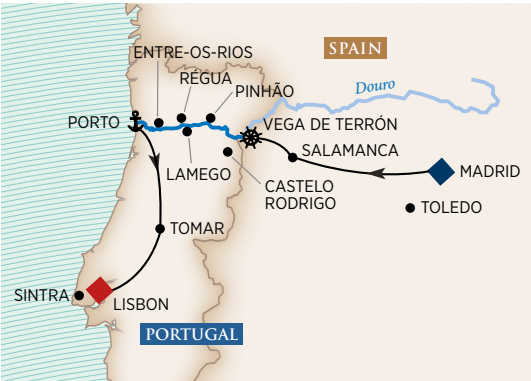 SPAIN
ENTRE-OS-RIOS
RÉGUA
PINHÃO
Douro
PORTO
VEGA DE TERRÓN
SALAMANCA
LAMEGO
MADRID
CASTELO
RODRIGO
TOLEDO
TOMAR
SINTRA
LISBON
PORTUGAL